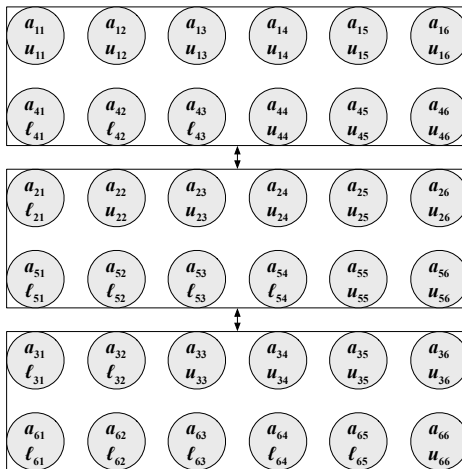 a₁₁ a₁₂ a₁₃ a₁₄ a₁₅ a₁₆
u₁₁ u₁₂ u₁₃ u₁₄ u₁₅ u₁₆
a₄₁ a₄₂ a₄₃ a₄₄ a₄₅ a₄₆
ℓ₄₁ ℓ₄₂ ℓ₄₃ u₄₄ u₄₅ u₄₆
a₂₁ a₂₂ a₂₃ a₂₄ a₂₅ a₂₆
ℓ₂₁ u₂₂ u₂₃ u₂₄ u₂₅ u₂₆
a₅₁ a₅₂ a₅₃ a₅₄ a₅₅ a₅₆
ℓ₅₁ ℓ₅₂ ℓ₅₃ ℓ₅₄ u₅₅ u₅₆
a₃₁ a₃₂ a₃₃ a₃₄ a₃₅ a₃₆
ℓ₃₁ ℓ₃₂ u₃₃ u₃₄ u₃₅ u₃₆
a₆₁ a₆₂ a₆₃ a₆₄ a₆₅ a₆₆
ℓ₆₁ ℓ₆₂ ℓ₆₃ ℓ₆₄ ℓ₆₅ u₆₆